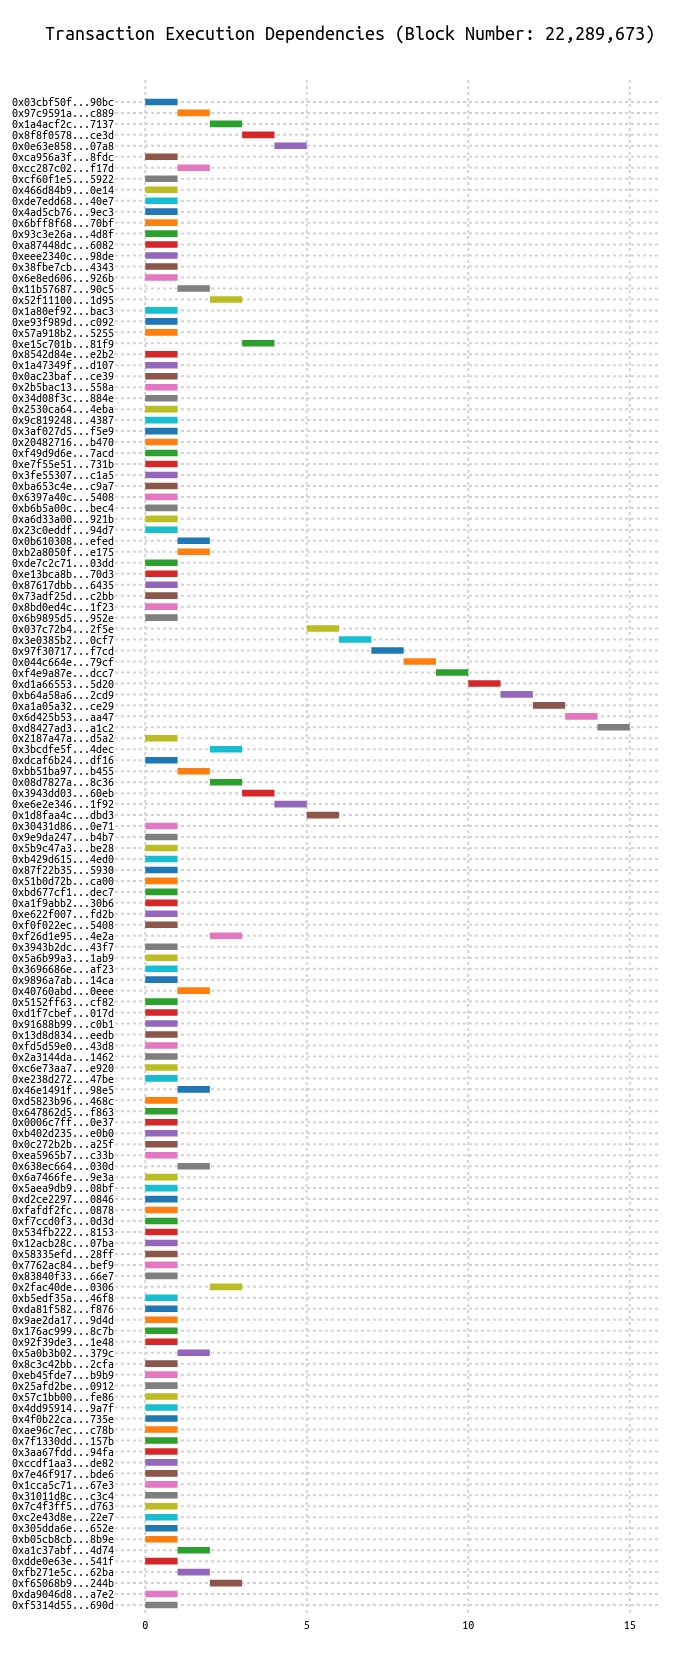 Transaction Execution Dependencies (Block Number: 22,289,673)
0x03cbf50f...90bc
0x97c9591a...c889
0x1a4acf2c...7137
0x8f8f0578...ce3d
0x0e63e858...07a8
0xca956a3f...8fdc
0xcc287c02...f17d
0xcf60f1e5...5922
0x466d84b9...0e14
0xde7edd68...40e7
0x4ad5cb76...9ec3
0x6bff8f68...70bf
0x93c3e26a...4d8f
0xa87448dc...6082
0xeee2340c...98de
0x38fbe7cb...4343
0x6e8ed606...926b
0x11b57687...90c5
0x52f11100...1d95
0x1a80ef92...bac3
0xe93f989d...c092
0x57a918b2...5255
0xe15c701b...81f9
0x8542d84e...e2b2
0x1a47349f...d107
0x0ac23baf...ce39
0x2b5bac13...558a
0x34d08f3c...884e
0x2530ca64...4eba
0x9c819248...4387
0x3af027d5...f5e9
0x20482716...b470
0xf49d9d6e...7acd
0xe7f55e51...731b
0x3fe55307...c1a5
0xba653c4e...c9a7
0x6397a40c...5408
0xb6b5a00c...bec4
0xa6d33a00...921b
0x23c0eddf...94d7
0x0b610308...efed
0xb2a8050f...e175
0xde7c2c71...03dd
0xe13bca8b...70d3
0x87617dbb...6435
0x73adf25d...c2bb
0x8bd0ed4c...1f23
0x6b9895d5...952e
0x037c72b4...2f5e
0x3e0385b2...0cf7
0x97f30717...f7cd
0x044c664e...79cf
0xf4e9a87e...dcc7
0xd1a66553...5d20
0xb64a58a6...2cd9
0xa1a05a32...ce29
0x6d425b53...aa47
0xd8427ad3...a1c2
0x2187a47a...d5a2
0x3bcdfe5f...4dec
0xdcaf6b24...df16
0xbb51ba97...b455
0x08d7827a...8c36
0x3943dd03...60eb
0xe6e2e346...1f92
0x1d8faa4c...dbd3
0x30431d86...0e71
0x9e9da247...b4b7
0x5b9c47a3...be28
0xb429d615...4ed0
0x87f22b35...5930
0x51b0d72b...ca00
0xbd677cf1...dec7
0xa1f9abb2...30b6
0xe622f007...fd2b
0xf0f022ec...5408
0xf26d1e95...4e2a
0x3943b2dc...43f7
0x5a6b99a3...1ab9
0x3696686e...af23
0x9896a7ab...14ca
0x40760abd...0eee
0x5152ff63...cf82
0xd1f7cbef...017d
0x91688b99...c0b1
0x13d8d834...eedb
0xfd5d59e0...43d8
0x2a3144da...1462
0xc6e73aa7...e920
0xe238d272...47be
0x46e1491f...98e5
0xd5823b96...468c
0x647862d5...f863
0x0006c7ff...0e37
0xb402d235...e0b0
0x0c272b2b...a25f
0xea5965b7...c33b
0x638ec664...030d
0x6a7466fe...9e3a
0x5aea9db9...08bf
0xd2ce2297...0846
0xfafdf2fc...0878
0xf7ccd0f3...0d3d
0x534fb222...8153
0x12acb28c...07ba
0x58335efd...28ff
0x7762ac84...bef9
0x83840f33...66e7
0x2fac40de...0306
0xb5edf35a...46f8
0xda81f582...f876
0x9ae2da17...9d4d
0x176ac999...8c7b
0x92f39de3...1e48
0x5a0b3b02...379c
0x8c3c42bb...2cfa
0xeb45fde7...b9b9
0x25afd2be...0912
0x57c1bb00...fe86
0x4dd95914...9a7f
0x4f0b22ca...735e
0xae96c7ec...c78b
0x7f1330dd...157b
0x3aa67fdd...94fa
0xccdf1aa3...de82
0x7e46f917...bde6
0x1cca5c71...67e3
0x31011d8c...c3c4
0x7c4f3ff5...d763
0xc2e43d8e...22e7
0x305dda6e...652e
0xb05cb8cb...8b9e
0xa1c37abf...4d74
0xdde0e63e...541f
0xfb271e5c...62ba
0xf65068b9...244b
0xda9046d8...a7e2
0xf5314d55...690d
0 5 10 15